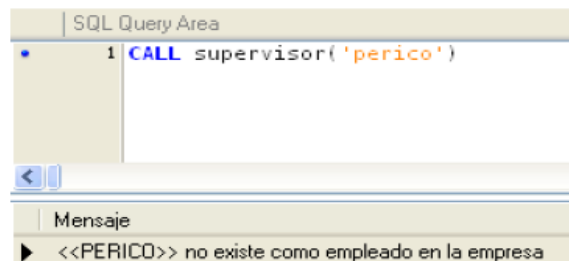 SQL Query Area
1 CALL supervisor('perico')
Mensaje
<<PERICO>> no existe como empleado en la empresa